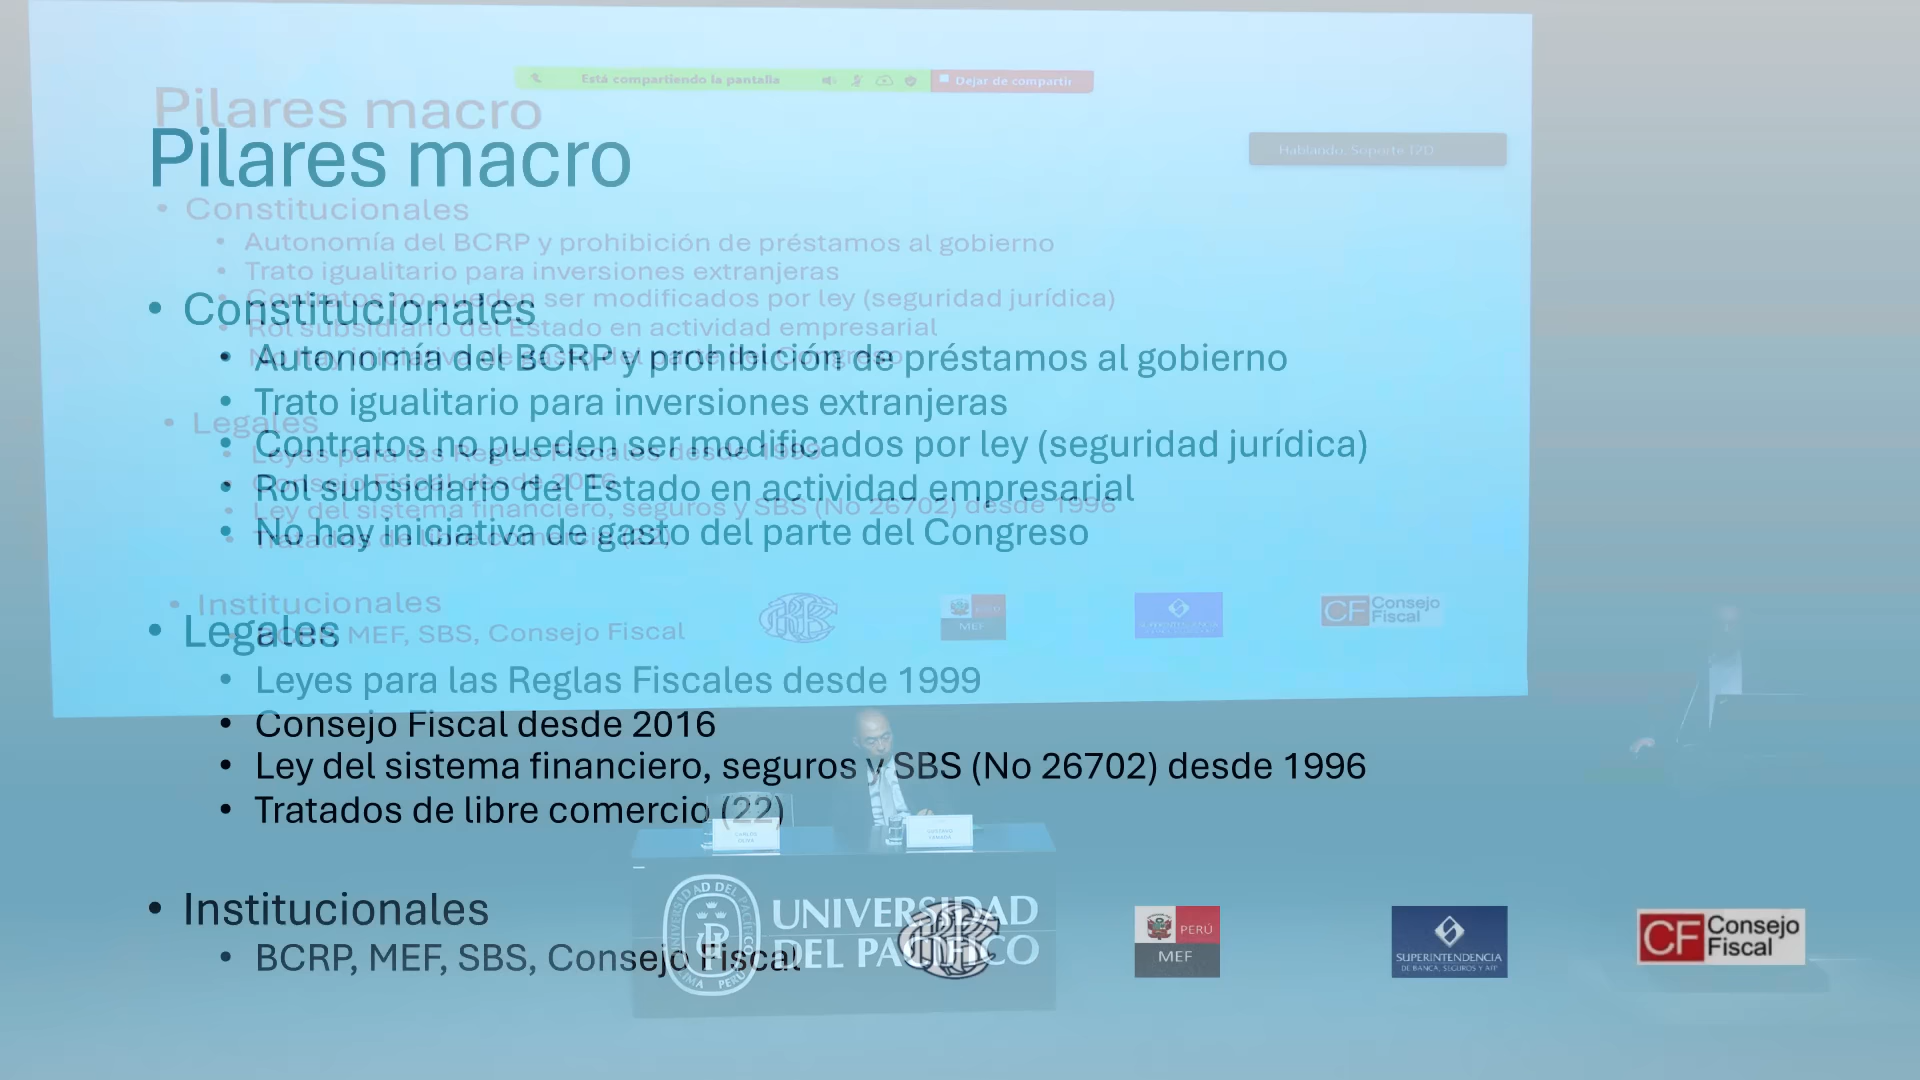 Está compartiendo la pantalla
Dejar de compartir
Hablando: Soporte I2D
Pilares macro
• Constitucionales
• Autonomía del BCRP y prohibición de préstamos al gobierno
• Trato igualitario para inversiones extranjeras
• Contratos no pueden ser modificados por ley (seguridad jurídica)
• Rol subsidiario del Estado en actividad empresarial
• No hay iniciativa de gasto del parte del Congreso
• Legales
• Leyes para las Reglas Fiscales desde 1999
• Consejo Fiscal desde 2016
• Ley del sistema financiero, seguros y SBS (No 26702) desde 1996
• Tratados de libre comercio (22)
• Institucionales
• BCRP, MEF, SBS, Consejo Fiscal
MEF
CF Consejo
Fiscal
Pilares macro
• Constitucionales
• Autonomía del BCRP y prohibición de préstamos al gobierno
• Trato igualitario para inversiones extranjeras
• Contratos no pueden ser modificados por ley (seguridad jurídica)
• Rol subsidiario del Estado en actividad empresarial
• No hay iniciativa de gasto del parte del Congreso
• Legales
• Leyes para las Reglas Fiscales desde 1999
• Consejo Fiscal desde 2016
• Ley del sistema financiero, seguros y SBS (No 26702) desde 1996
• Tratados de libre comercio (22)
• Institucionales
• BCRP, MEF, SBS, Consejo Fiscal
PERÚ
MEF
SUPERINTENDENCIA
DE BANCA, SEGUROS Y AFP
CF Consejo
Fiscal
UNIVERSIDAD
DEL PACÍFICO